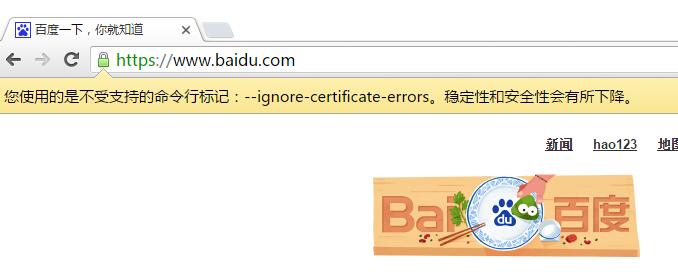 百度一下，你就知道
https://www.baidu.com
您使用的是不受支持的命令行标记：--ignore-certificate-errors。稳定性和安全性会有所下降。
新闻 hao123 地图
Bai du 百度